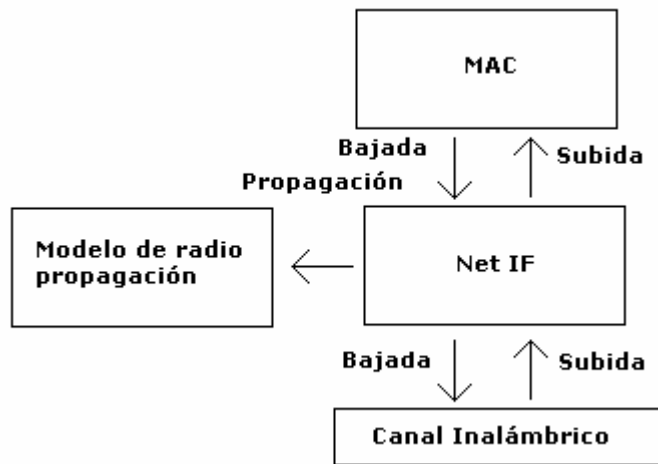 MAC
Bajada
Subida
Propagación
Modelo de radio
propagación
Net IF
Bajada
Subida
Canal Inalámbrico